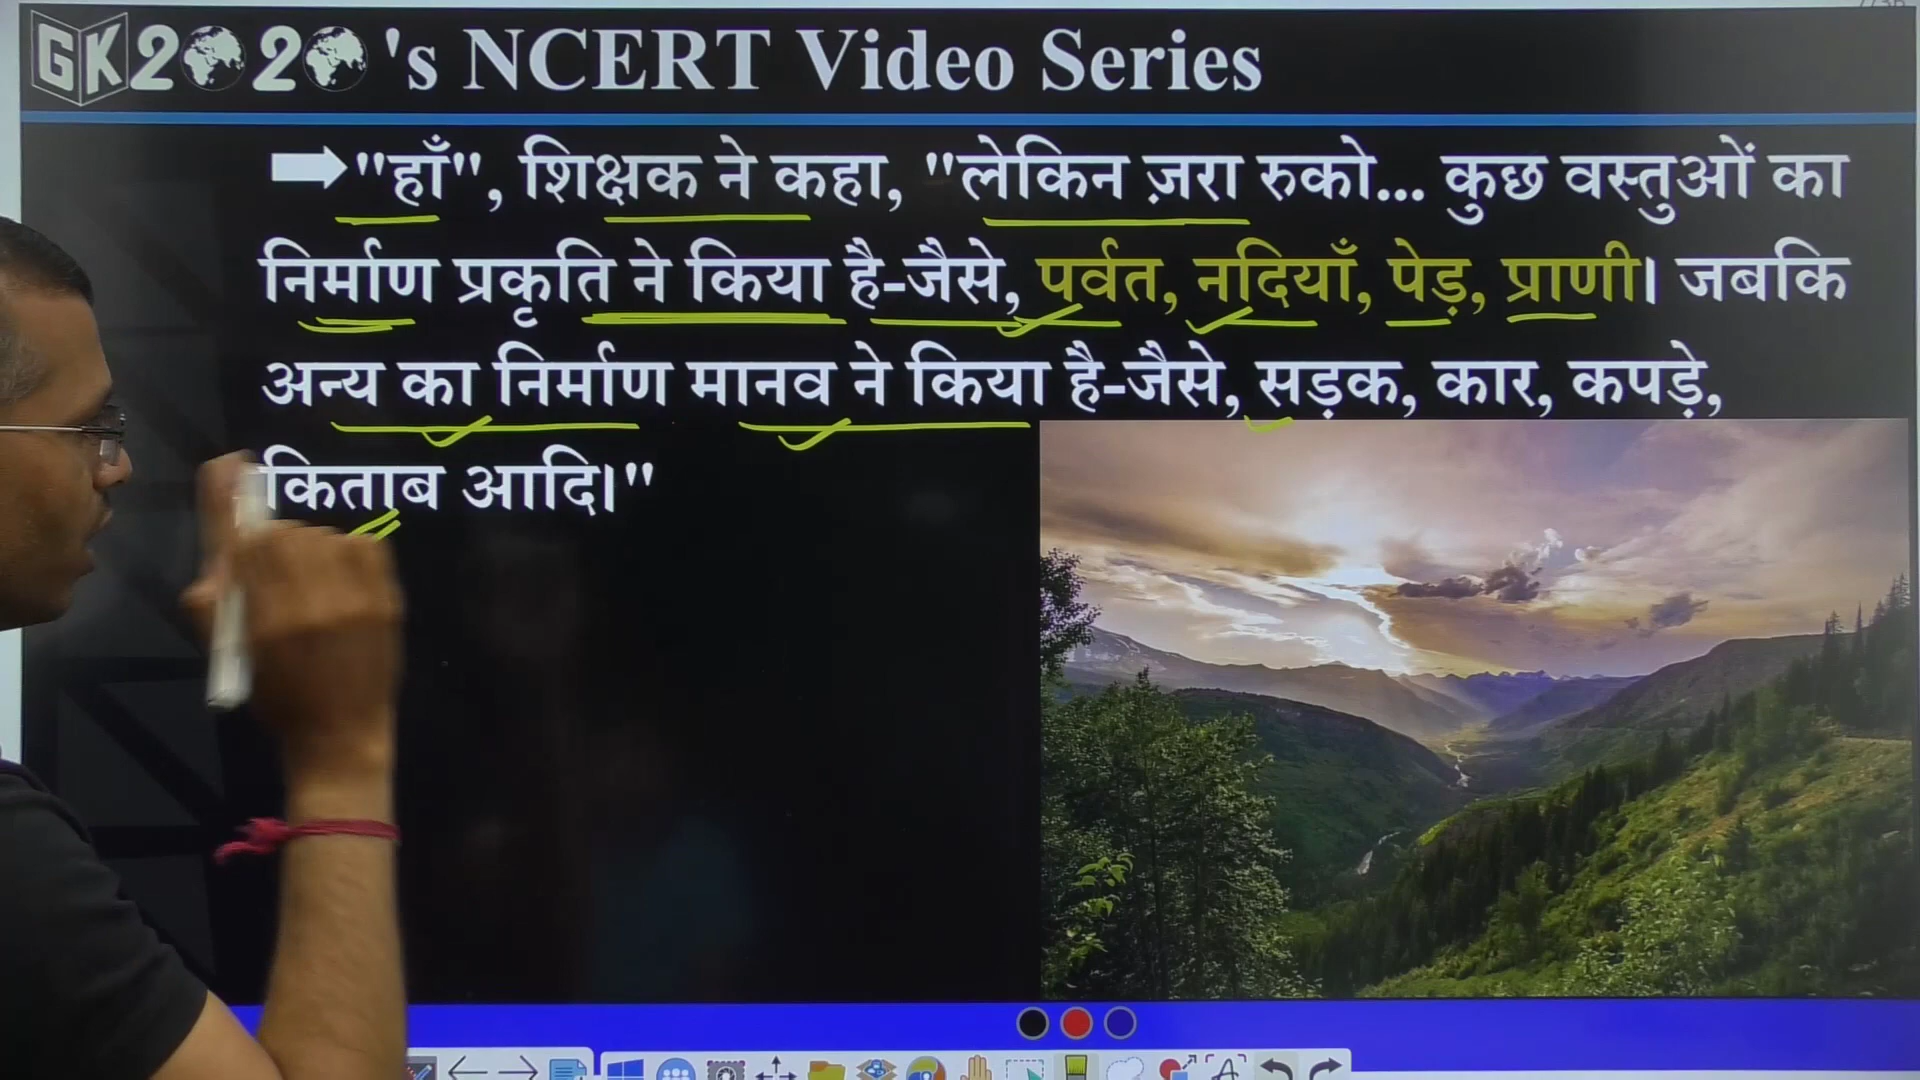 GK2020's NCERT Video Series
"हाँ", शिक्षक ने कहा, "लेकिन ज़रा रुको... कुछ वस्तुओं का
निर्माण प्रकृति ने किया है-जैसे, पर्वत, नदियाँ, पेड़, प्राणी। जबकि
अन्य का निर्माण मानव ने किया है-जैसे, सड़क, कार, कपड़े,
किताब आदि।"